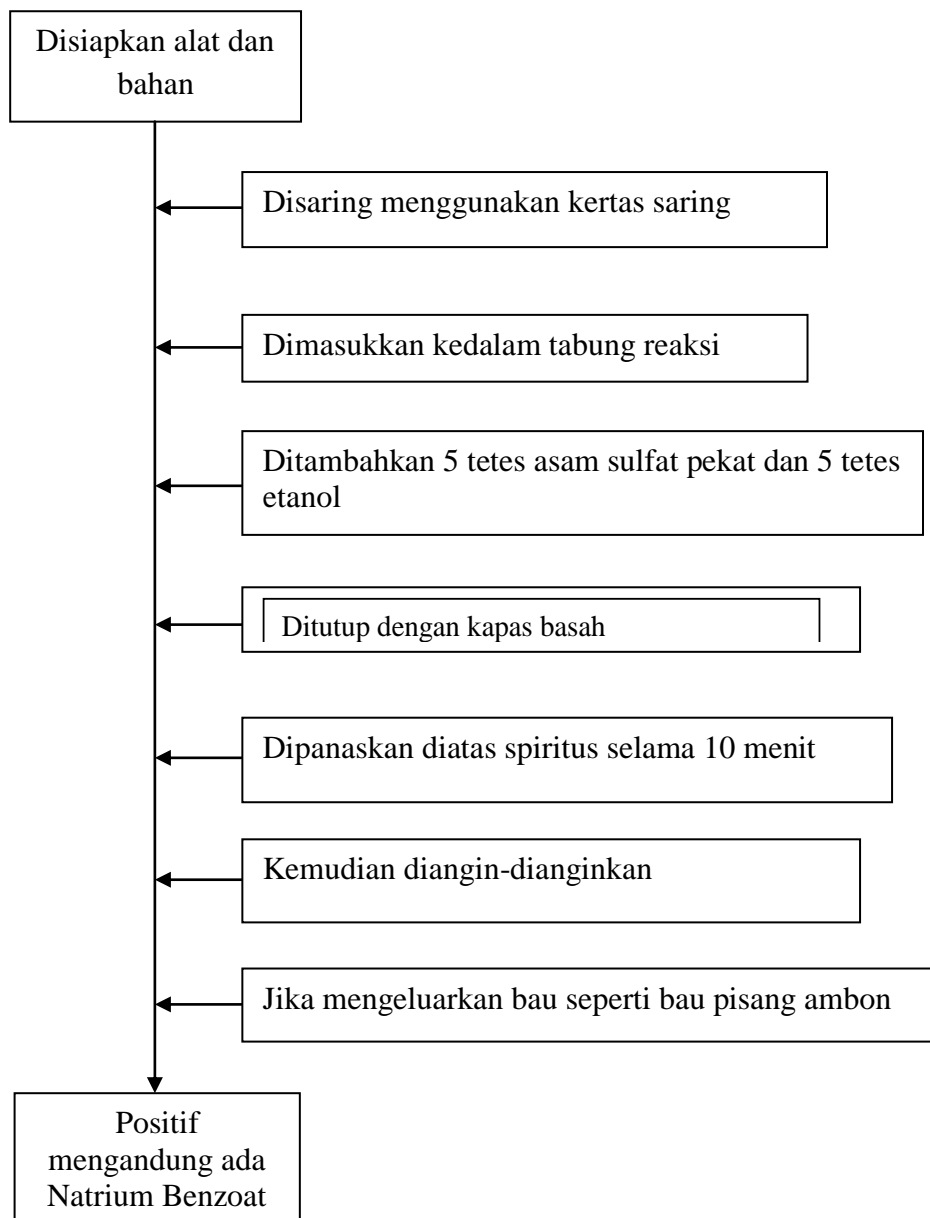 Disiapkan alat dan
bahan
Disaring menggunakan kertas saring
Dimasukkan kedalam tabung reaksi
Ditambahkan 5 tetes asam sulfat pekat dan 5 tetes
etanol
Ditutup dengan kapas basah
Dipanaskan diatas spiritus selama 10 menit
Kemudian diangin-dianginkan
Jika mengeluarkan bau seperti bau pisang ambon
Positif
mengandung ada
Natrium Benzoat